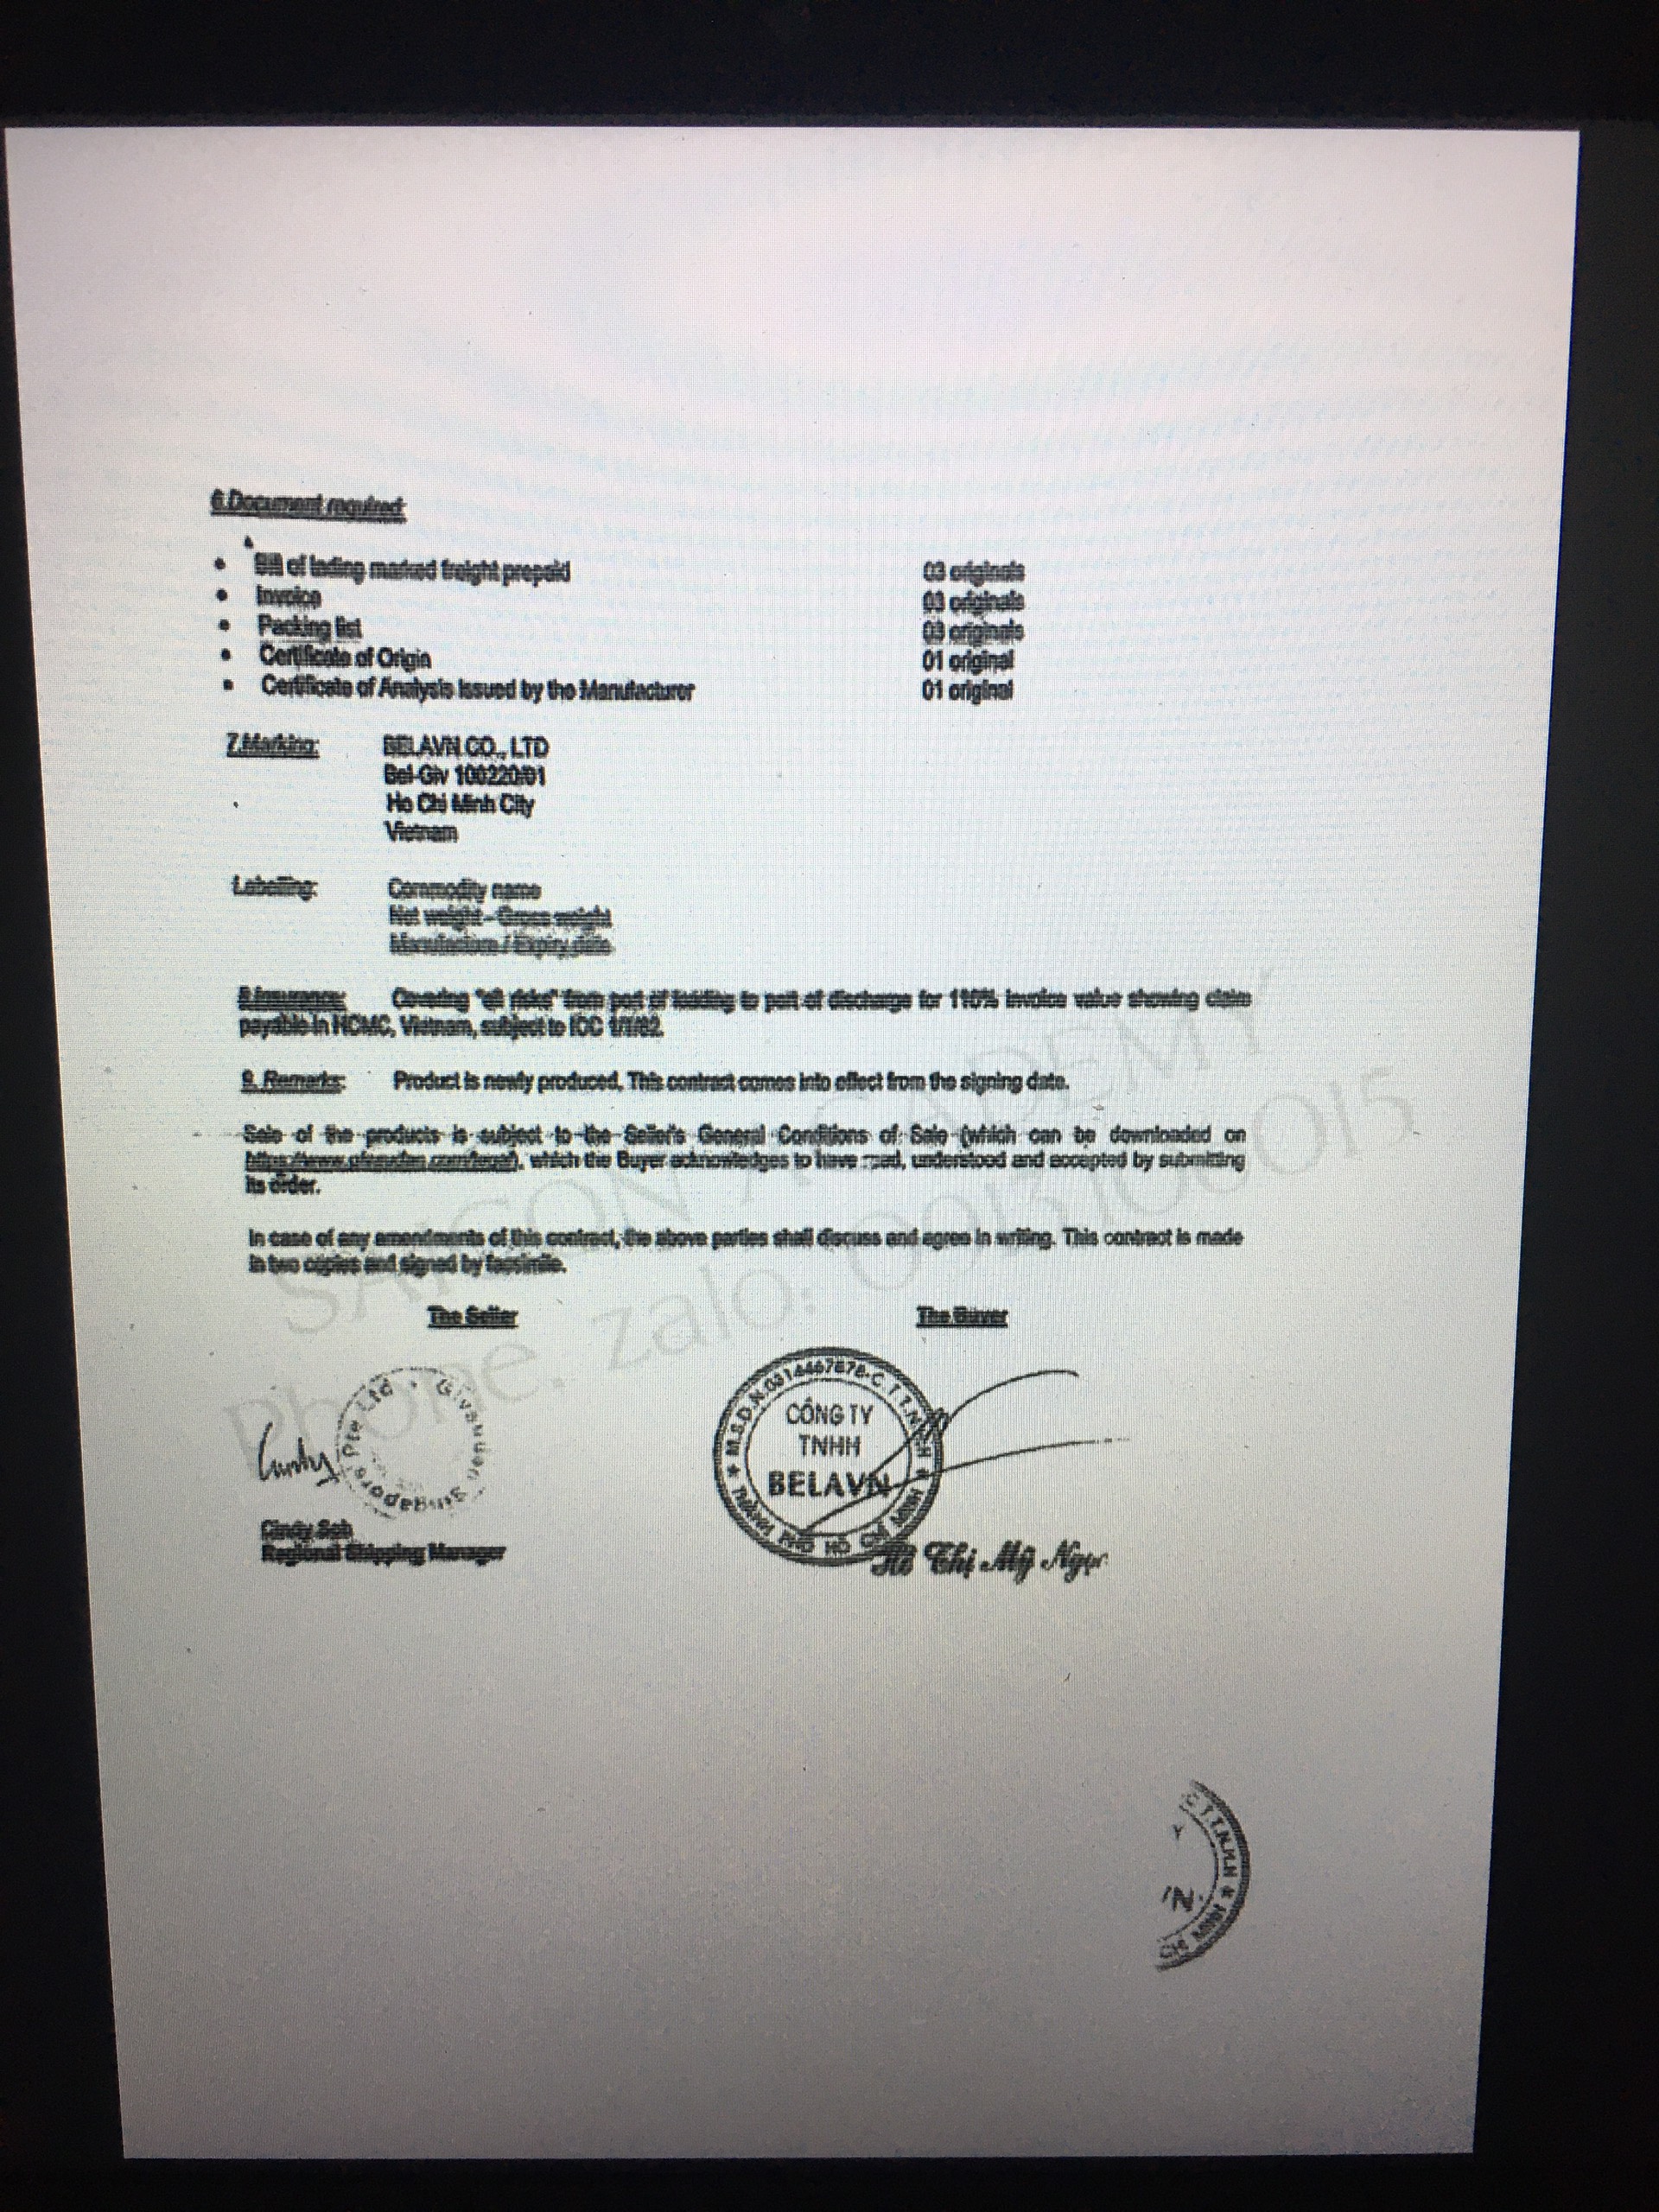 6.Document required:
• Bill of lading marked freight prepaid 03 originals
• Invoice 03 originals
• Packing list 03 originals
• Certificate of Origin 01 original
• Certificate of Analysis issued by the Manufacturer 01 original
7.Marking: BELAVN CO., LTD
Bel-Giv 100220/01
Ho Chi Minh City
Vietnam
Labelling: Commodity name
Net weight - Gross weight
Manufacture / Expiry date
8.Insurance: Covering "all risks" from port of loading to port of discharge for 110% invoice value showing claim
payable in HCMC, Vietnam, subject to ICC 1/1/82.
9. Remarks: Product is newly produced. This contract comes into effect from the signing date.
Sale of the products is subject to the Seller's General Conditions of Sale (which can be downloaded on
which the Buyer acknowledges to have read, understood and accepted by submitting
its order.
In case of any amendments of this contract, the above parties shall discuss and agree in writing. This contract is made
in two copies and signed by facsimile.
The Seller The Buyer
Givaudan Singapore Pte Ltd
Cindy
M.S.D.N:0314467678-C.T.T.N.H.H
CÔNG TY
TNHH
BELAVN
THÀNH PHỐ HỒ CHÍ MINH
Cindy Soh
Regional Shipping Manager
Hồ Thị Mỹ Ngọc
C.T.T.N.H.H
Y
VN
CHÍ MINH
SAIGON ACADEMY
Phone. zalo: